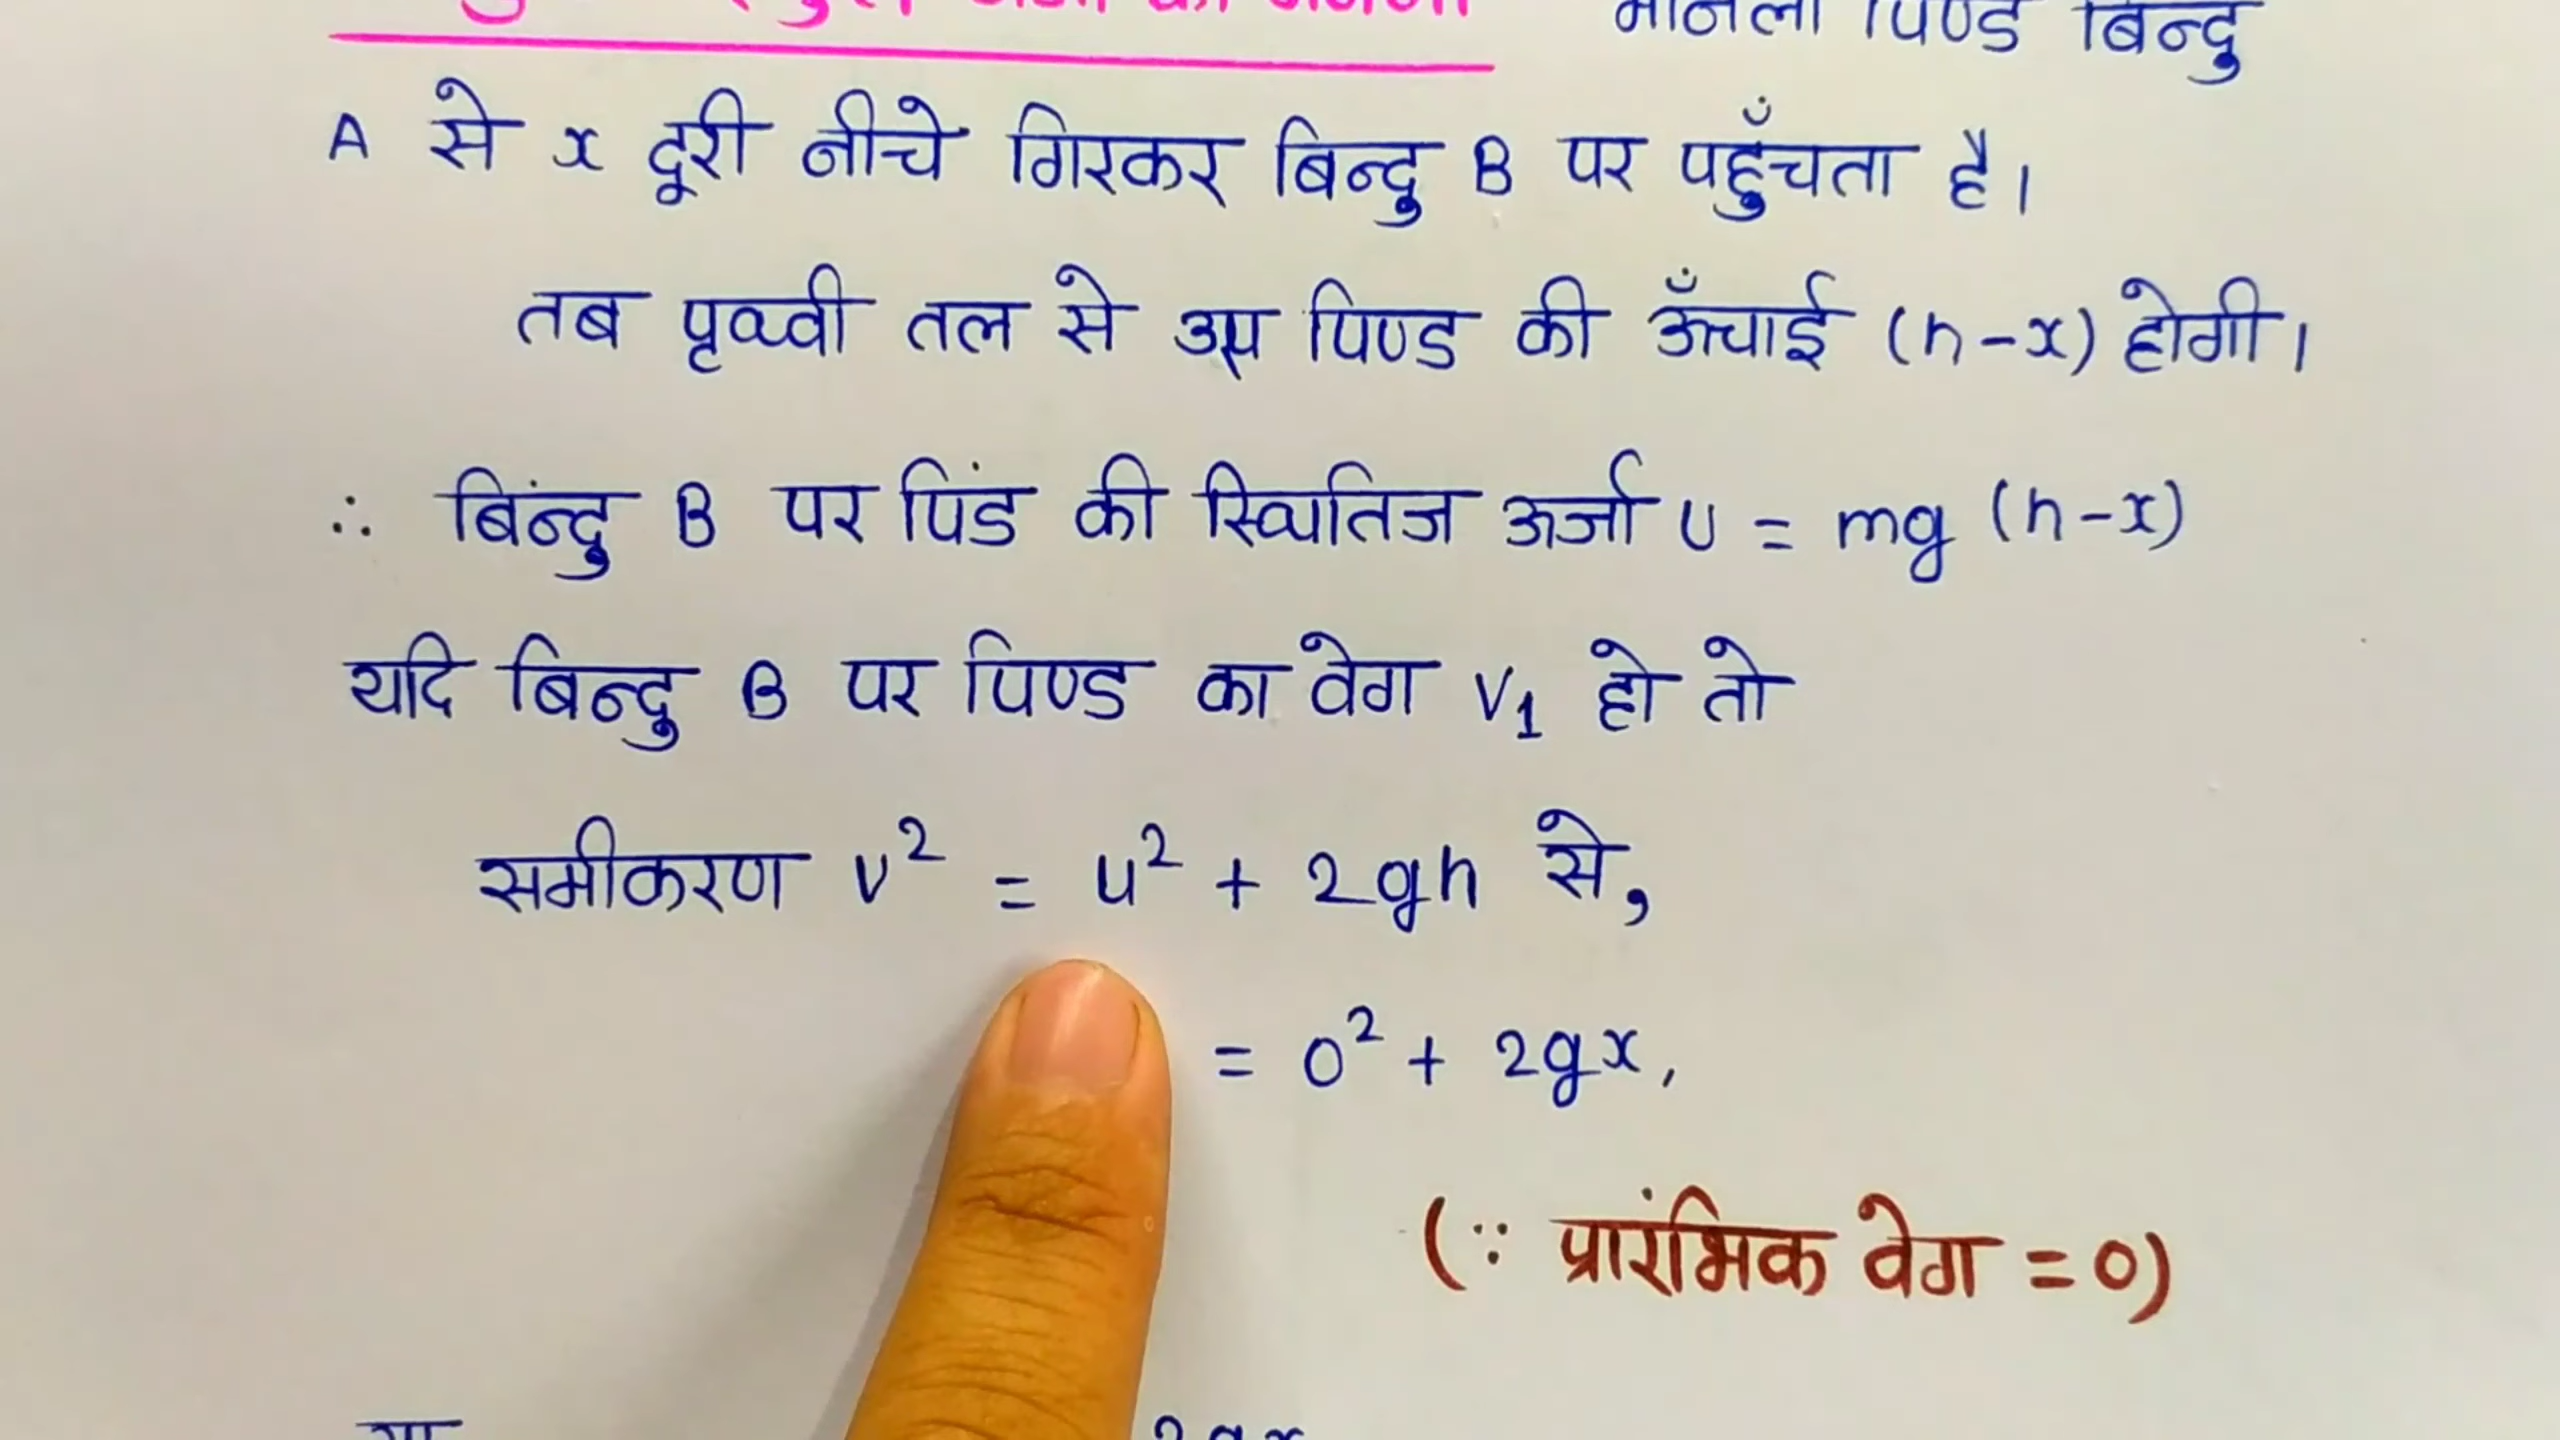 मानलो पिण्ड बिन्दु
A से x दूरी नीचे गिरकर बिन्दु B पर पहुँचता है।
तब पृथ्वी तल से उस पिण्ड की ऊँचाई (h-x) होगी।
∴ बिंन्दु B पर पिंड की स्थितिज ऊर्जा U = mg (h-x)
यदि बिन्दु B पर पिण्ड का वेग V₁ हो तो
समीकरण v² = u² + 2gh से,
= 0² + 2gx,
(∵ प्रारंभिक वेग = 0)
या 2gx